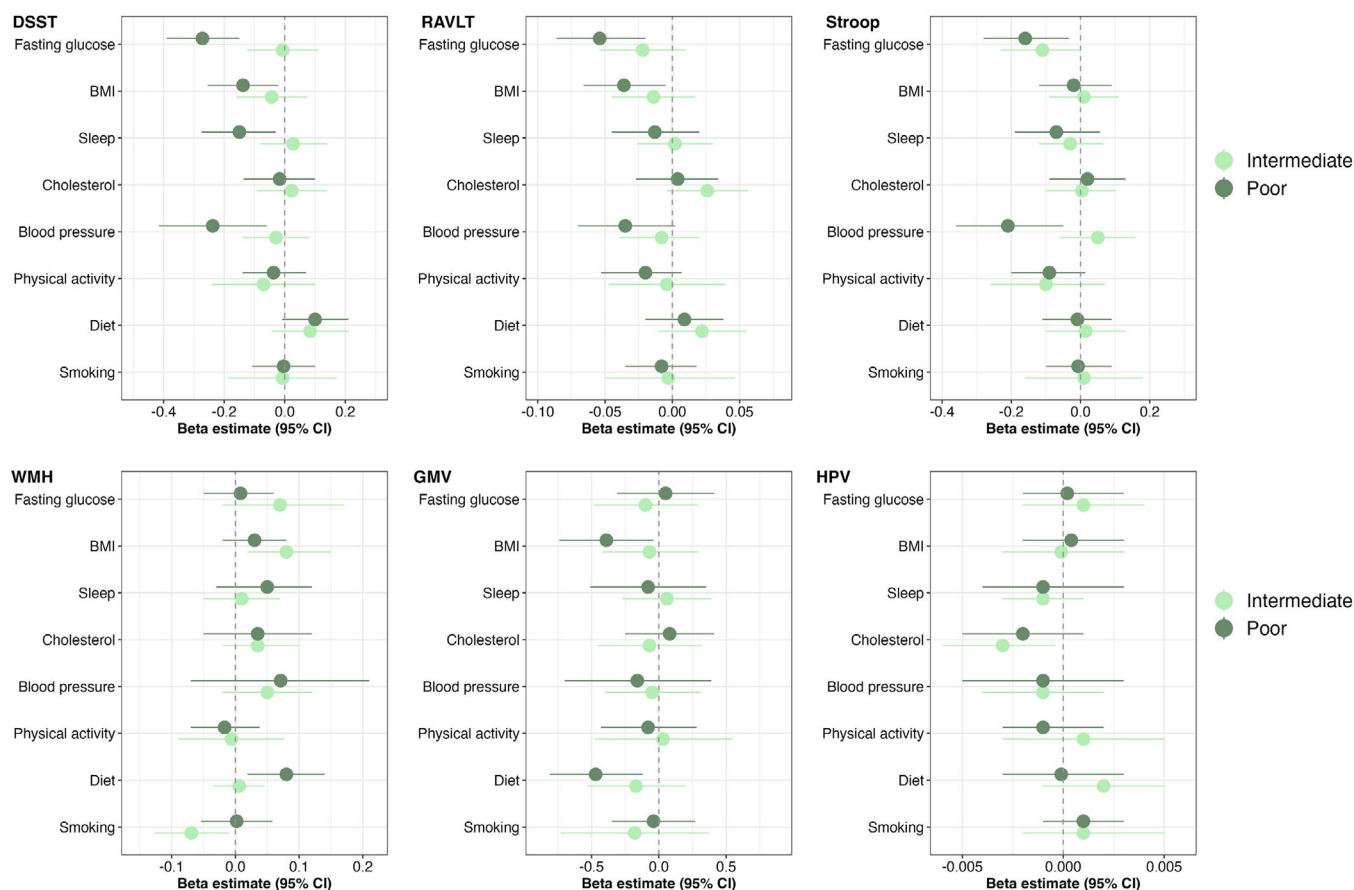 DSST
Fasting glucose
BMI
Sleep
Cholesterol
Blood pressure
Physical activity
Diet
Smoking
-0.4 -0.2 0.0 0.2
Beta estimate (95% CI)
RAVLT
Fasting glucose
BMI
Sleep
Cholesterol
Blood pressure
Physical activity
Diet
Smoking
-0.10 -0.05 0.00 0.05
Beta estimate (95% CI)
Stroop
Fasting glucose
BMI
Sleep
Cholesterol
Blood pressure
Physical activity
Diet
Smoking
-0.4 -0.2 0.0 0.2
Beta estimate (95% CI)
Intermediate
Poor
WMH
Fasting glucose
BMI
Sleep
Cholesterol
Blood pressure
Physical activity
Diet
Smoking
-0.1 0.0 0.1 0.2
Beta estimate (95% CI)
GMV
Fasting glucose
BMI
Sleep
Cholesterol
Blood pressure
Physical activity
Diet
Smoking
-0.5 0.0 0.5
Beta estimate (95% CI)
HPV
Fasting glucose
BMI
Sleep
Cholesterol
Blood pressure
Physical activity
Diet
Smoking
-0.005 0.000 0.005
Beta estimate (95% CI)
Intermediate
Poor